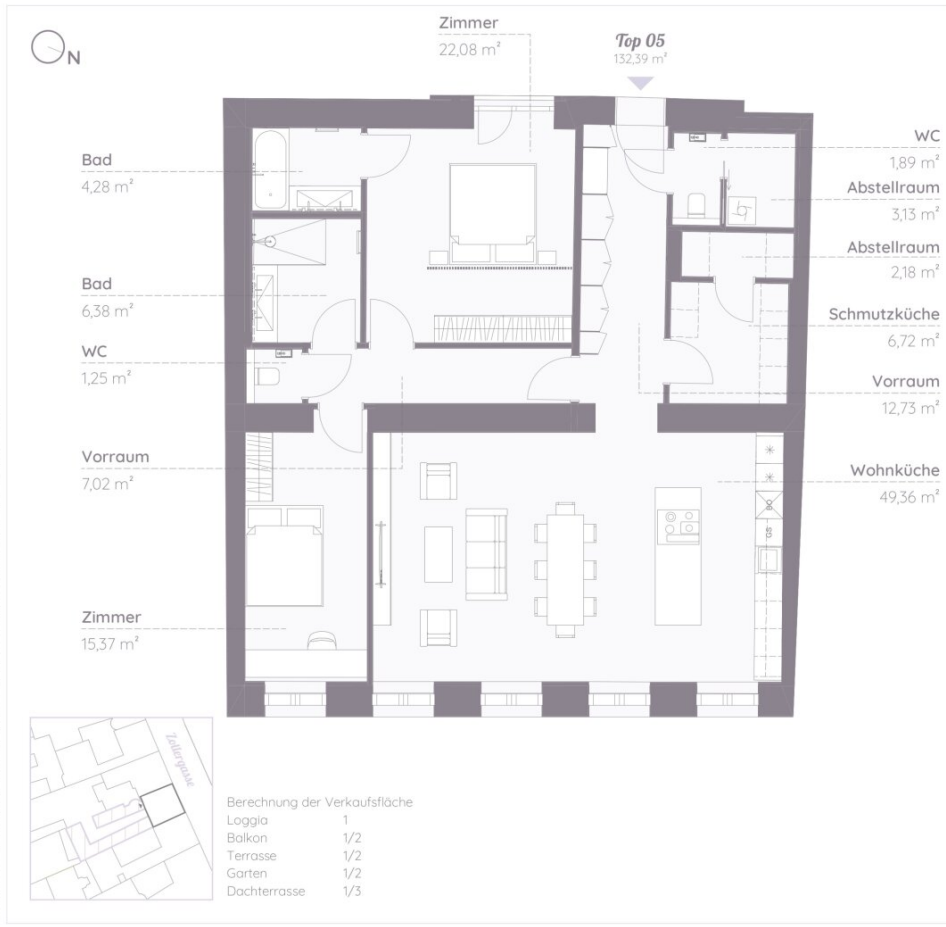 N
Zimmer
22,08 m²
Top 05
132,39 m²
Bad
4,28 m²
Bad
6,38 m²
WC
1,25 m²
Vorraum
7,02 m²
Zimmer
15,37 m²
WC
1,89 m²
Abstellraum
3,13 m²
Abstellraum
2,18 m²
Schmutzküche
6,72 m²
Vorraum
12,73 m²
Wohnküche
49,36 m²
BO
GS
Zollergasse
Berechnung der Verkaufsfläche
Loggia 1
Balkon 1/2
Terrasse 1/2
Garten 1/2
Dachterrasse 1/3